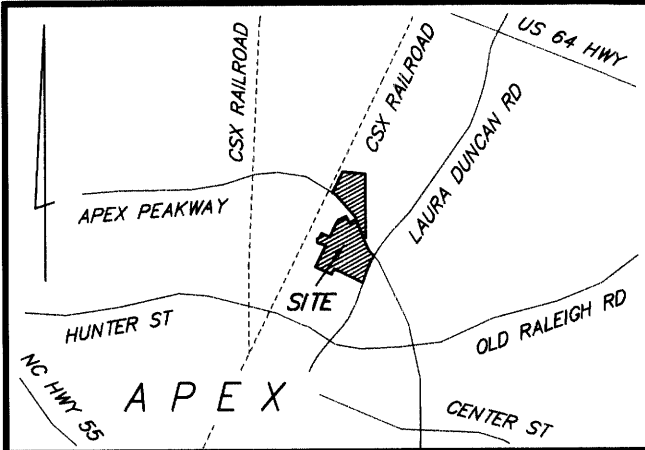 US 64 HWY
CSX RAILROAD
CSX RAILROAD
LAURA DUNCAN RD
APEX PEAKWAY
SITE
HUNTER ST
OLD RALEIGH RD
NC HWY 55
APEX
CENTER ST